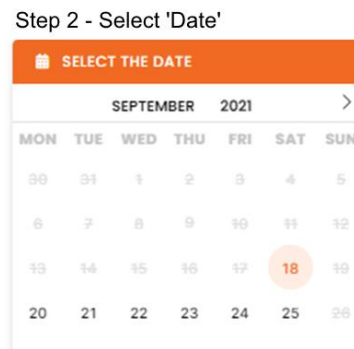 Step 2 - Select 'Date'
SELECT THE DATE
SEPTEMBER 2021 >
MON TUE WED THU FRI SAT SUN
30 31 1 2 3 4 5
6 7 8 9 10 11 12
13 14 15 16 17 18 19
20 21 22 23 24 25 26